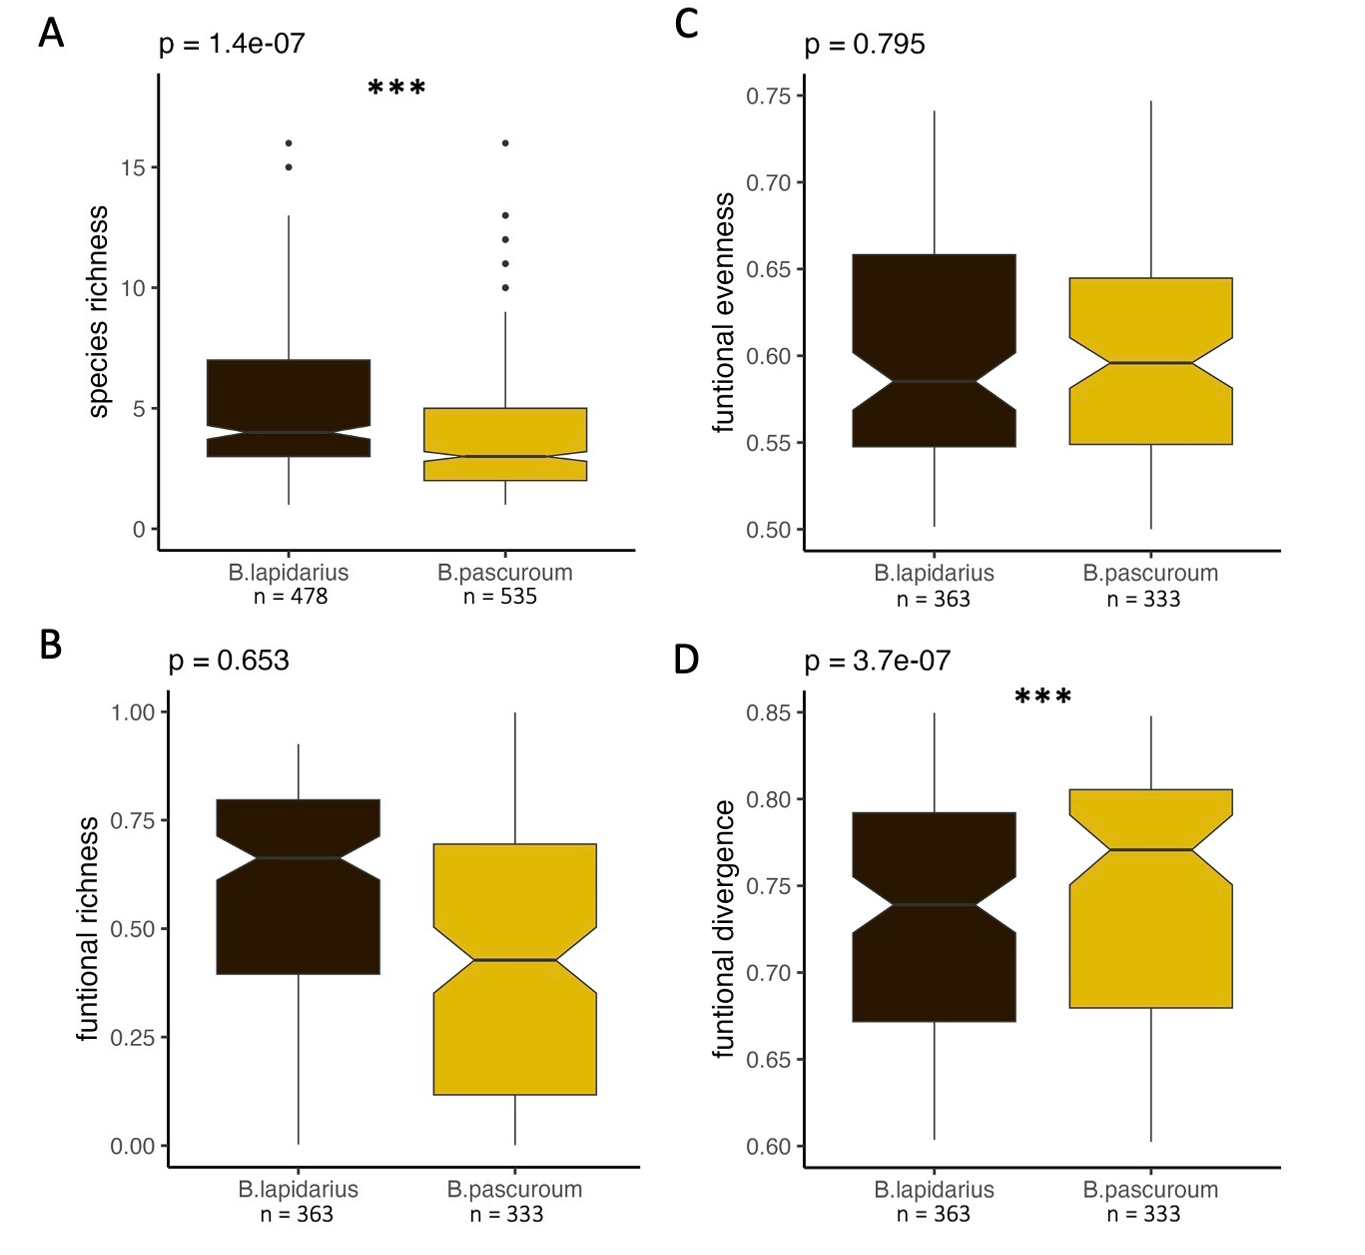 A
p = 1.4e-07
***
species richness
15
10
5
0
B.lapidarius
B.pascuroum
n = 478
n = 535
B
p = 0.653
funtional richness
1.00
0.75
0.50
0.25
0.00
B.lapidarius
B.pascuroum
n = 363
n = 333
C
p = 0.795
funtional evenness
0.75
0.70
0.65
0.60
0.55
0.50
B.lapidarius
B.pascuroum
n = 363
n = 333
D
p = 3.7e-07
***
funtional divergence
0.85
0.80
0.75
0.70
0.65
0.60
B.lapidarius
B.pascuroum
n = 363
n = 333